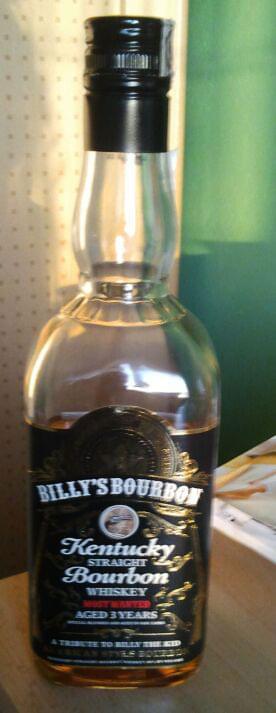 BILLY'S BOURBON
Kentucky
STRAIGHT
Bourbon
WHISKEY
MOST WANTED
AGED 3 YEARS
A TRIBUTE TO BILLY THE KID